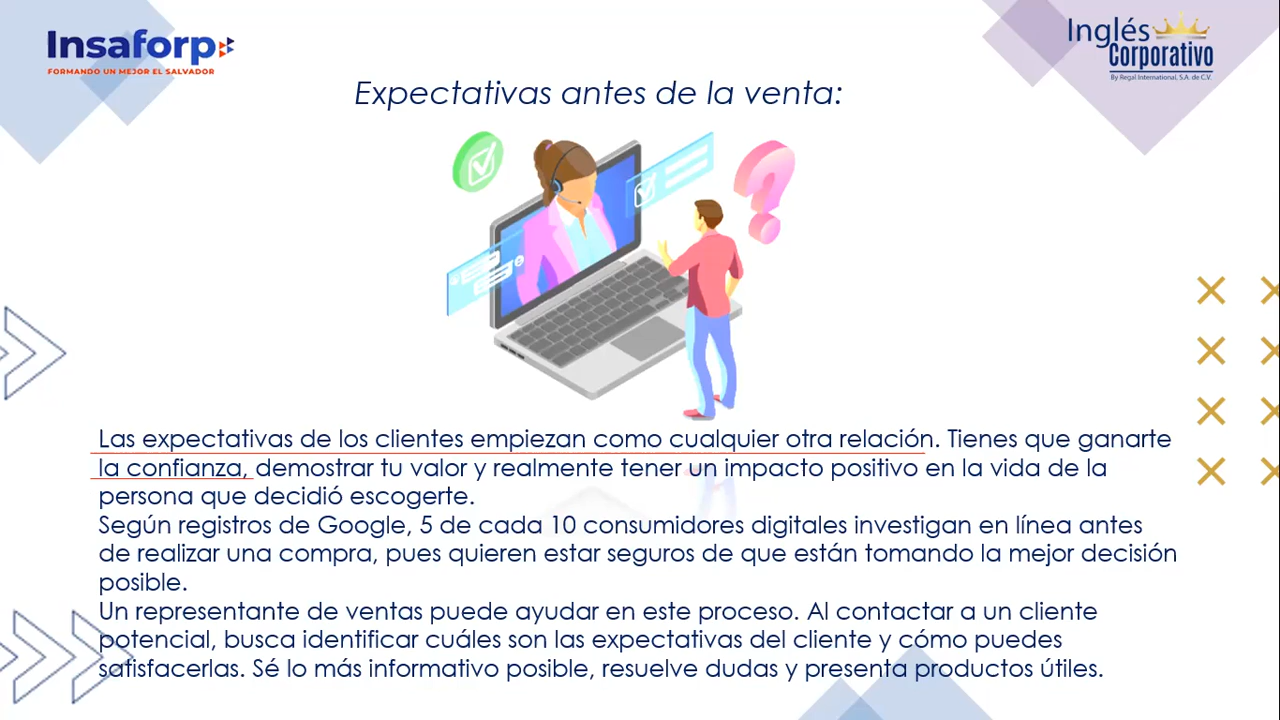 Insaforp
FORMANDO UN MEJOR EL SALVADOR
Inglés
Corporativo
By Regal International, S.A. de C.V.
Expectativas antes de la venta:
Las expectativas de los clientes empiezan como cualquier otra relación. Tienes que ganarte
la confianza, demostrar tu valor y realmente tener un impacto positivo en la vida de la
persona que decidió escogerte.
Según registros de Google, 5 de cada 10 consumidores digitales investigan en línea antes
de realizar una compra, pues quieren estar seguros de que están tomando la mejor decisión
posible.
Un representante de ventas puede ayudar en este proceso. Al contactar a un cliente
potencial, busca identificar cuáles son las expectativas del cliente y cómo puedes
satisfacerlas. Sé lo más informativo posible, resuelve dudas y presenta productos útiles.